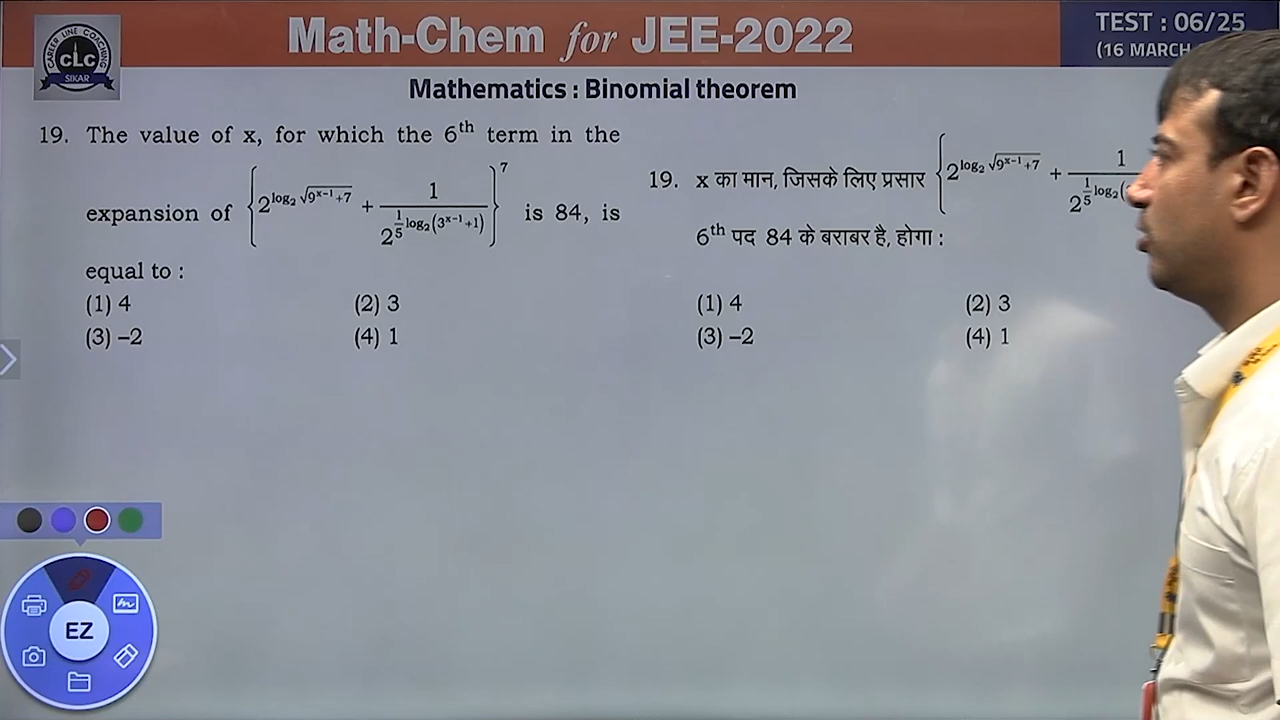 CAREER LINE COACHING
CLC
SIKAR
Math-Chem for JEE-2022
TEST : 06/25
(16 MARCH
Mathematics : Binomial theorem
19. The value of x, for which the 6th term in the
expansion of {2^{log₂ √(9^{x−1}+7)} + 1/(2^{(1/5)log₂(3^{x−1}+1)})}^7 is 84, is
equal to :
(1) 4 (2) 3
(3) –2 (4) 1
19. x का मान, जिसके लिए प्रसार {2^{log₂ √(9^{x−1}+7)} + 1/(2^{(1/5)log₂(
6th पद 84 के बराबर है, होगा :
(1) 4 (2) 3
(3) –2 (4) 1
EZ